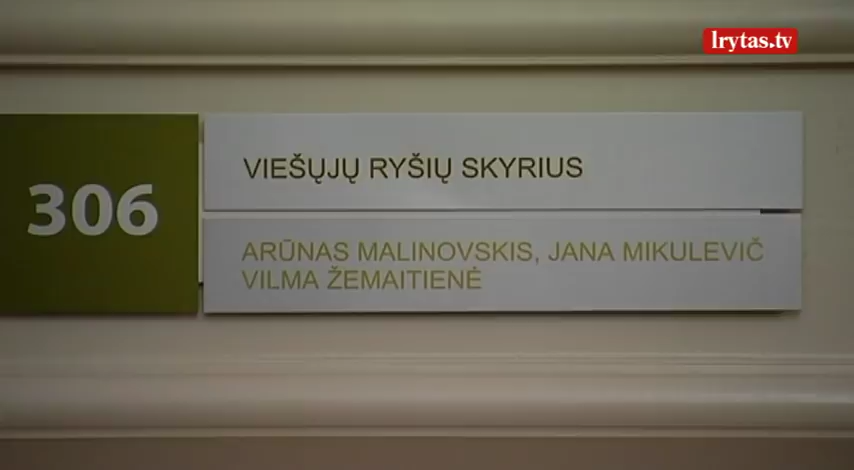 lrytas.tv
306
VIEŠŲJŲ RYŠIŲ SKYRIUS
ARŪNAS MALINOVSKIS, JANA MIKULEVIČ
VILMA ŽEMAITIENĖ